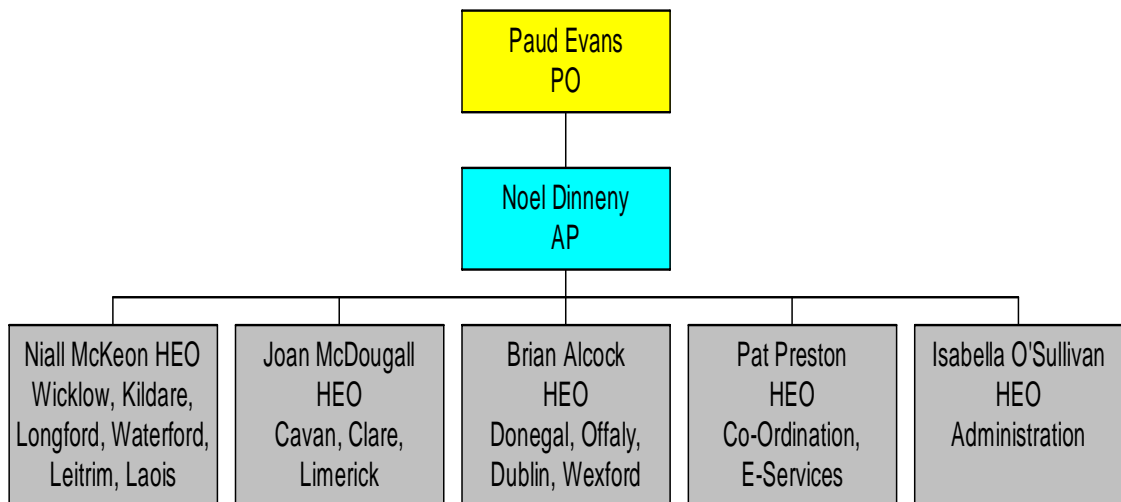 Paud Evans
PO
Noel Dinneny
AP
Niall McKeon HEO
Wicklow, Kildare,
Longford, Waterford,
Leitrim, Laois
Joan McDougall
HEO
Cavan, Clare,
Limerick
Brian Alcock
HEO
Donegal, Offaly,
Dublin, Wexford
Pat Preston
HEO
Co-Ordination,
E-Services
Isabella O'Sullivan
HEO
Administration